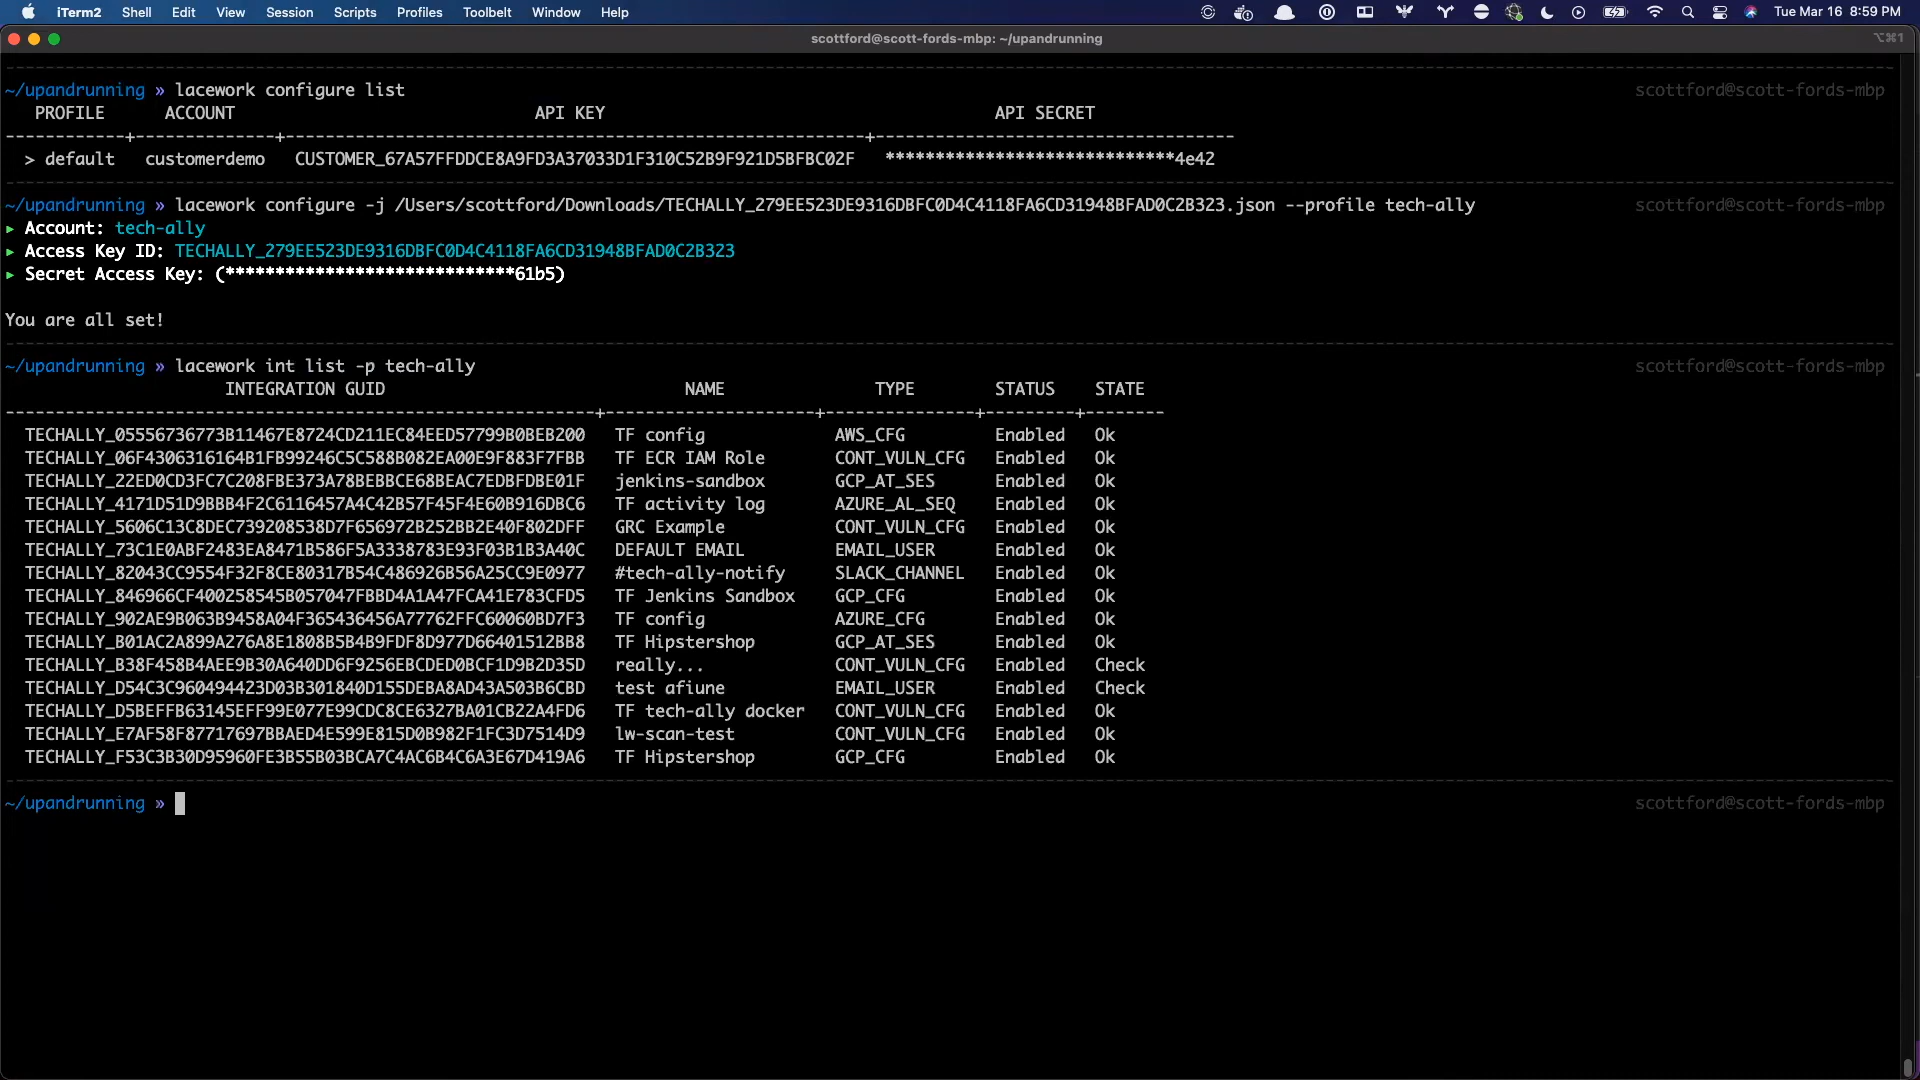 iTerm2 Shell Edit View Session Scripts Profiles Toolbelt Window Help Tue Mar 16 8:59 PM
scottford@scott-fords-mbp: ~/upandrunning ⌥⌘1
~/upandrunning » lacework configure list scottford@scott-fords-mbp
PROFILE ACCOUNT API KEY API SECRET
------------+--------------+----------------------------------------------------------+------------------------------------
> default customerdemo CUSTOMER_67A57FFDDCE8A9FD3A37033D1F310C52B9F921D5BFBC02F *****************************4e42
~/upandrunning » lacework configure -j /Users/scottford/Downloads/TECHALLY_279EE523DE9316DBFC0D4C4118FA6CD31948BFAD0C2B323.json --profile tech-ally scottford@scott-fords-mbp
▸ Account: tech-ally
▸ Access Key ID: TECHALLY_279EE523DE9316DBFC0D4C4118FA6CD31948BFAD0C2B323
▸ Secret Access Key: (*****************************61b5)
You are all set!
~/upandrunning » lacework int list -p tech-ally scottford@scott-fords-mbp
INTEGRATION GUID NAME TYPE STATUS STATE
-----------------------------------------------------------+---------------------+---------------+---------+--------
TECHALLY_05556736773B11467E8724CD211EC84EED57799B0BEB200 TF config AWS_CFG Enabled Ok
TECHALLY_06F4306316164B1FB99246C5C588B082EA00E9F883F7FBB TF ECR IAM Role CONT_VULN_CFG Enabled Ok
TECHALLY_22ED0CD3FC7C208FBE373A78BEBBCE68BEAC7EDBFDBE01F jenkins-sandbox GCP_AT_SES Enabled Ok
TECHALLY_4171D51D9BBB4F2C6116457A4C42B57F45F4E60B916DBC6 TF activity log AZURE_AL_SEQ Enabled Ok
TECHALLY_5606C13C8DEC739208538D7F656972B252BB2E40F802DFF GRC Example CONT_VULN_CFG Enabled Ok
TECHALLY_73C1E0ABF2483EA8471B586F5A3338783E93F03B1B3A40C DEFAULT EMAIL EMAIL_USER Enabled Ok
TECHALLY_82043CC9554F32F8CE80317B54C486926B56A25CC9E0977 #tech-ally-notify SLACK_CHANNEL Enabled Ok
TECHALLY_846966CF400258545B057047FBBD4A1A47FCA41E783CFD5 TF Jenkins Sandbox GCP_CFG Enabled Ok
TECHALLY_902AE9B063B9458A04F365436456A77762FFC60060BD7F3 TF config AZURE_CFG Enabled Ok
TECHALLY_B01AC2A899A276A8E1808B5B4B9FDF8D977D66401512BB8 TF Hipstershop GCP_AT_SES Enabled Ok
TECHALLY_B38F458B4AEE9B30A640DD6F9256EBCDED0BCF1D9B2D35D really... CONT_VULN_CFG Enabled Check
TECHALLY_D54C3C960494423D03B301840D155DEBA8AD43A503B6CBD test afiune EMAIL_USER Enabled Check
TECHALLY_D5BEFFB63145EFF99E077E99CDC8CE6327BA01CB22A4FD6 TF tech-ally docker CONT_VULN_CFG Enabled Ok
TECHALLY_E7AF58F87717697BBAED4E599E815D0B982F1FC3D7514D9 lw-scan-test CONT_VULN_CFG Enabled Ok
TECHALLY_F53C3B30D95960FE3B55B03BCA7C4AC6B4C6A3E67D419A6 TF Hipstershop GCP_CFG Enabled Ok
~/upandrunning » scottford@scott-fords-mbp